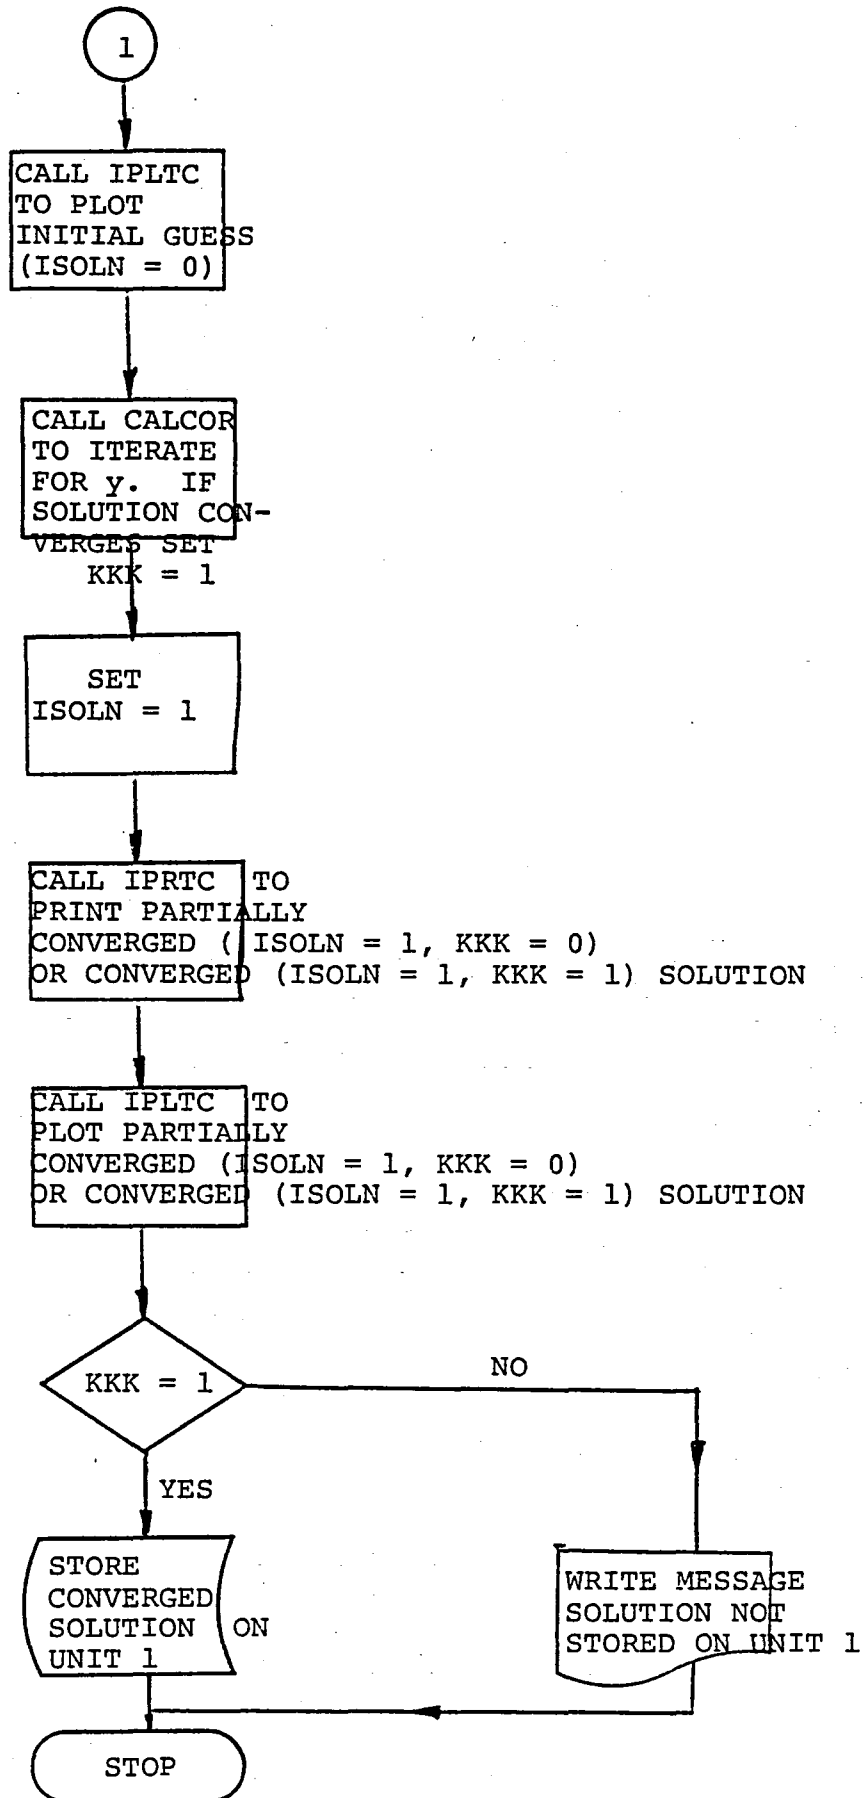 1
CALL IPLTC
TO PLOT
INITIAL GUESS
(ISOLN = 0)
CALL CALCOR
TO ITERATE
FOR y. IF
SOLUTION CON-
VERGES SET
KKK = 1
SET
ISOLN = 1
CALL IPRTC TO
PRINT PARTIALLY
CONVERGED ( ISOLN = 1, KKK = 0)
OR CONVERGED (ISOLN = 1, KKK = 1) SOLUTION
CALL IPLTC TO
PLOT PARTIALLY
CONVERGED (ISOLN = 1, KKK = 0)
OR CONVERGED (ISOLN = 1, KKK = 1) SOLUTION
KKK = 1
NO
YES
STORE
CONVERGED
SOLUTION ON
UNIT 1
WRITE MESSAGE
SOLUTION NOT
STORED ON UNIT 1
STOP